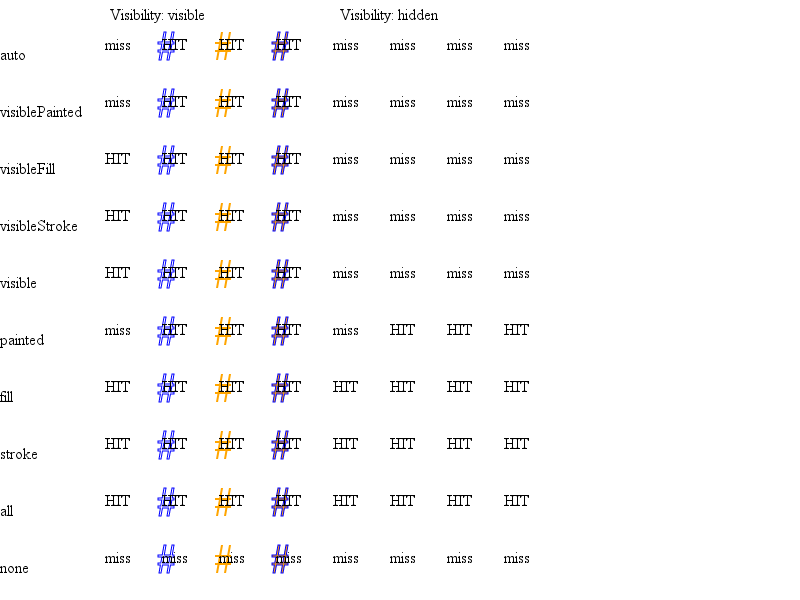 Visibility: visible Visibility: hidden
auto miss # HIT # HIT # HIT miss miss miss miss
visiblePainted miss # HIT # HIT # HIT miss miss miss miss
visibleFill HIT # HIT # HIT # HIT miss miss miss miss
visibleStroke HIT # HIT # HIT # HIT miss miss miss miss
visible HIT # HIT # HIT # HIT miss miss miss miss
painted miss # HIT # HIT # HIT miss HIT HIT HIT
fill HIT # HIT # HIT # HIT HIT HIT HIT HIT
stroke HIT # HIT # HIT # HIT HIT HIT HIT HIT
all HIT # HIT # HIT # HIT HIT HIT HIT HIT
none miss # miss # miss # miss miss miss miss miss